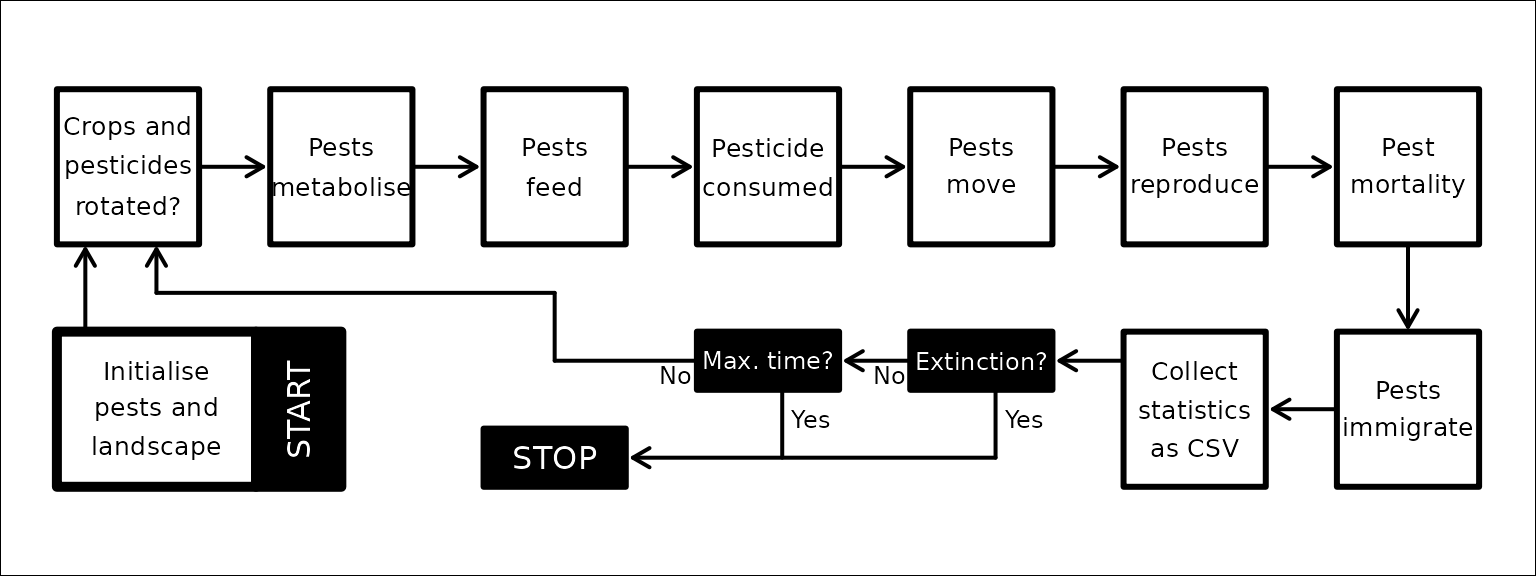 Crops and
pesticides
rotated?
Pests
metabolise
Pests
feed
Pesticide
consumed
Pests
move
Pests
reproduce
Pest
mortality
Initialise
pests and
landscape
START
STOP
Max. time?
No
Yes
Extinction?
No
Yes
Collect
statistics
as CSV
Pests
immigrate